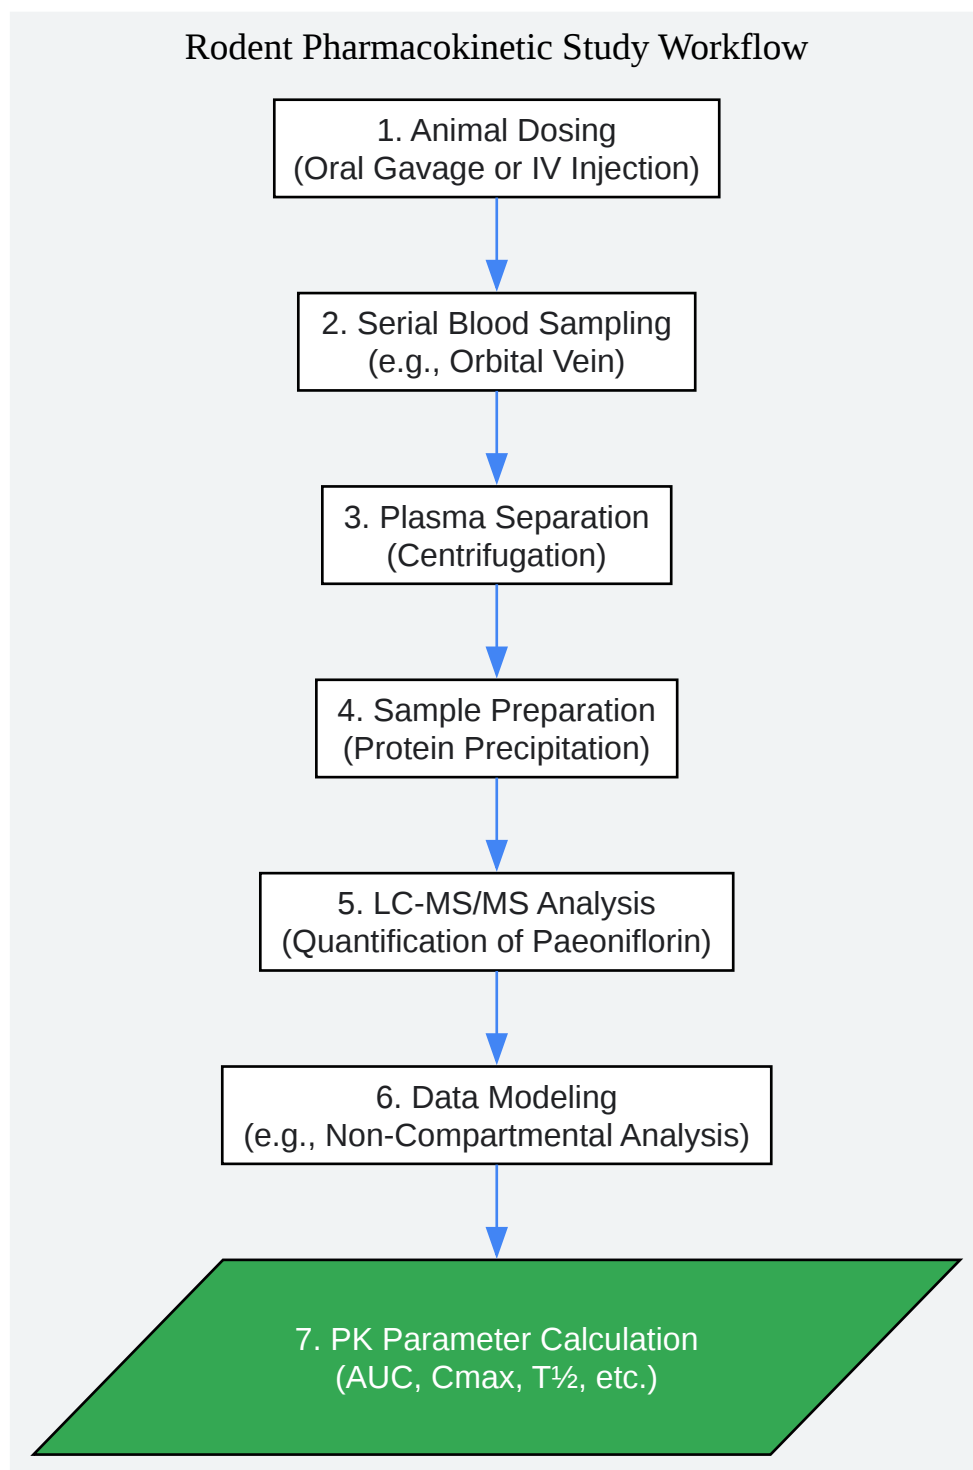 Rodent Pharmacokinetic Study Workflow
1. Animal Dosing
(Oral Gavage or IV Injection)
2. Serial Blood Sampling
(e.g., Orbital Vein)
3. Plasma Separation
(Centrifugation)
4. Sample Preparation
(Protein Precipitation)
5. LC-MS/MS Analysis
(Quantification of Paeoniflorin)
6. Data Modeling
(e.g., Non-Compartmental Analysis)
7. PK Parameter Calculation
(AUC, Cmax, T½, etc.)